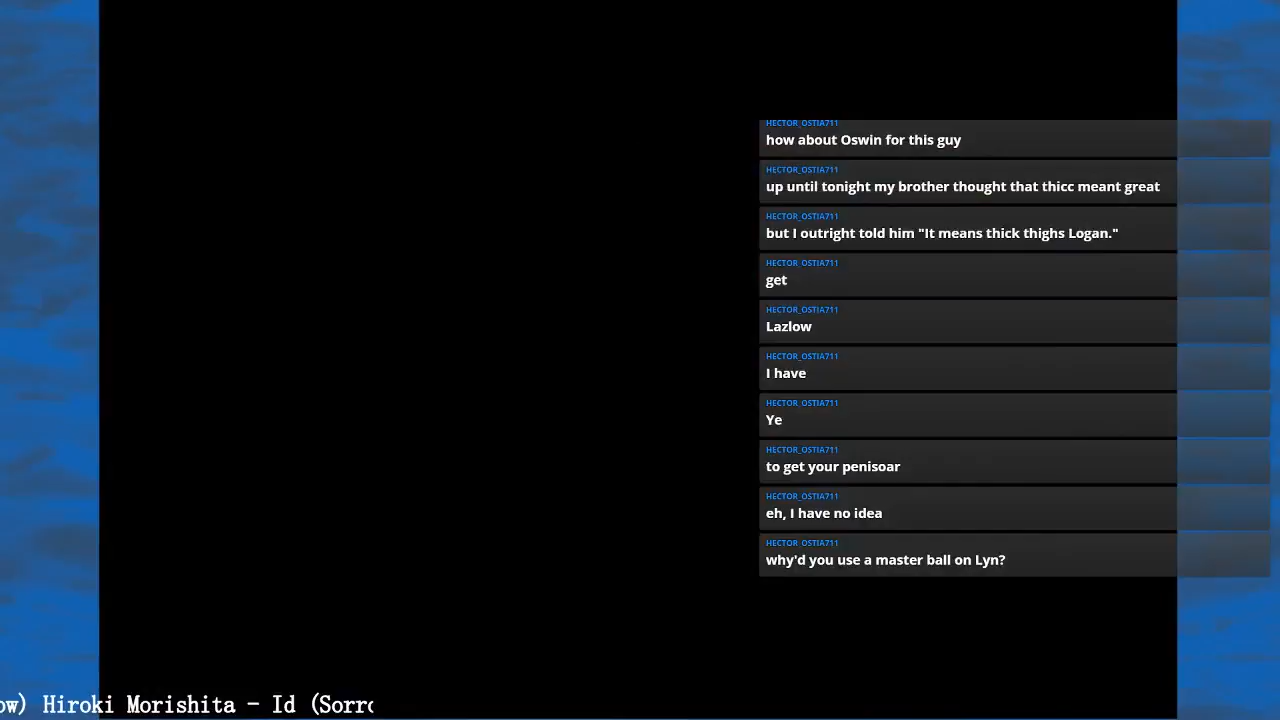 HECTOR_OSTIA711
how about Oswin for this guy
HECTOR_OSTIA711
up until tonight my brother thought that thicc meant great
HECTOR_OSTIA711
but I outright told him "It means thick thighs Logan."
HECTOR_OSTIA711
get
HECTOR_OSTIA711
Lazlow
HECTOR_OSTIA711
I have
HECTOR_OSTIA711
Ye
HECTOR_OSTIA711
to get your penisoar
HECTOR_OSTIA711
eh, I have no idea
HECTOR_OSTIA711
why'd you use a master ball on Lyn?
ow) Hiroki Morishita - Id (Sorro